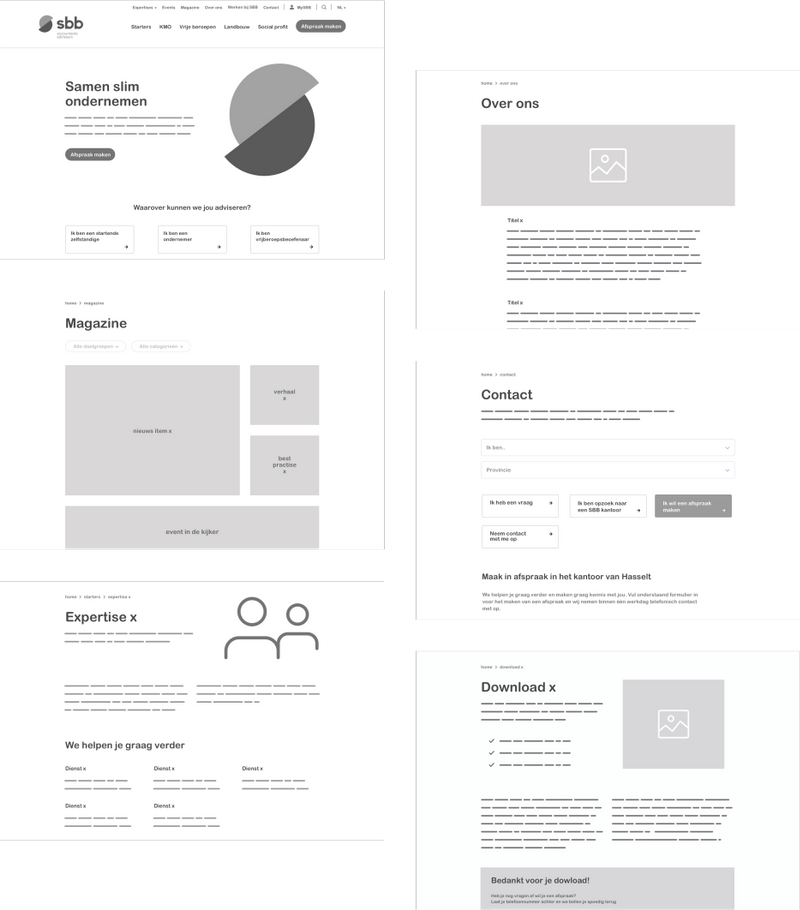 Expertises
Events
Magazine
Over ons
Werken bij SBB
Contact
MySBB
NL
sbb
accountants
adviseurs
Starters
KMO
Vrije beroepen
Landbouw
Social profit
Afspraak maken
Samen slim
ondernemen
Afspraak maken
Waarover kunnen we jou adviseren?
Ik ben een startende
zelfstandige
Ik ben een
ondernemer
Ik ben
vrijberoepsbeoefenaar
home > magazine
Magazine
Alle doelgroepen
Alle categorieën
nieuws item x
verhaal
x
best
practise
x
event in de kijker
home > starters > expertise x
Expertise x
We helpen je graag verder
Dienst x
Dienst x
Dienst x
Dienst x
Dienst x
home > over ons
Over ons
Titel x
Titel x
home > contact
Contact
Ik ben..
Provincie
Ik heb een vraag
Ik ben opzoek naar
een SBB kantoor
Ik wil een afspraak
maken
Neem contact
met me op
Maak in afspraak in het kantoor van Hasselt
We helpen je graag verder en maken graag kennis met jou. Vul onderstaand formulier in
voor het maken van een afspraak en wij nemen binnen één werkdag telefonisch contact
met op.
home > download x
Download x
Bedankt voor je dowload!
Heb je nog vragen of wil je een afspraak?
Laat je telefoonnummer achter en we bellen je spoedig terug